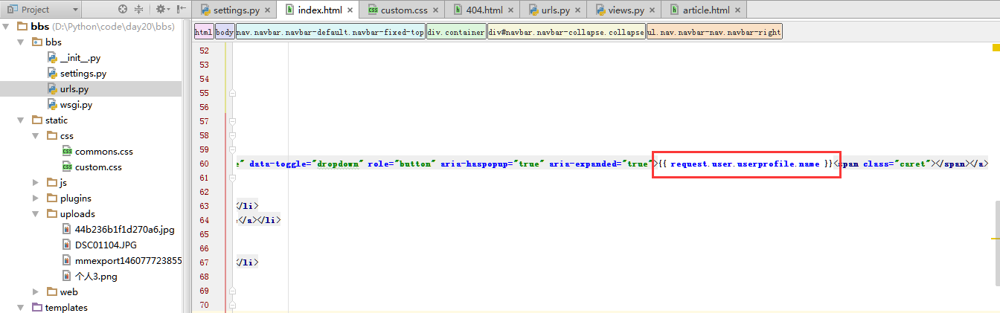 Project
settings.py
index.html
custom.css
404.html
urls.py
views.py
article.html
bbs (D:\Python\code\day20\bbs)
html
body
nav.navbar.navbar-default.navbar-fixed-top
div.container
div#navbar.navbar-collapse.collapse
ul.nav.navbar-nav.navbar-right
bbs
__init__.py
settings.py
urls.py
wsgi.py
static
css
commons.css
custom.css
js
plugins
uploads
44b236b1f1d270a6.jpg
DSC01104.JPG
mmexport146077723855
个人3.png
web
templates
52
53
54
55
56
57
58
59
60 e" data-toggle="dropdown" role="button" aria-haspopup="true" aria-expanded="true">{{ request.user.userprofile.name }}<span class="caret"></span></a>
61
62
63 </li>
64 </a></li>
65
66
67 </li>
68
69
70